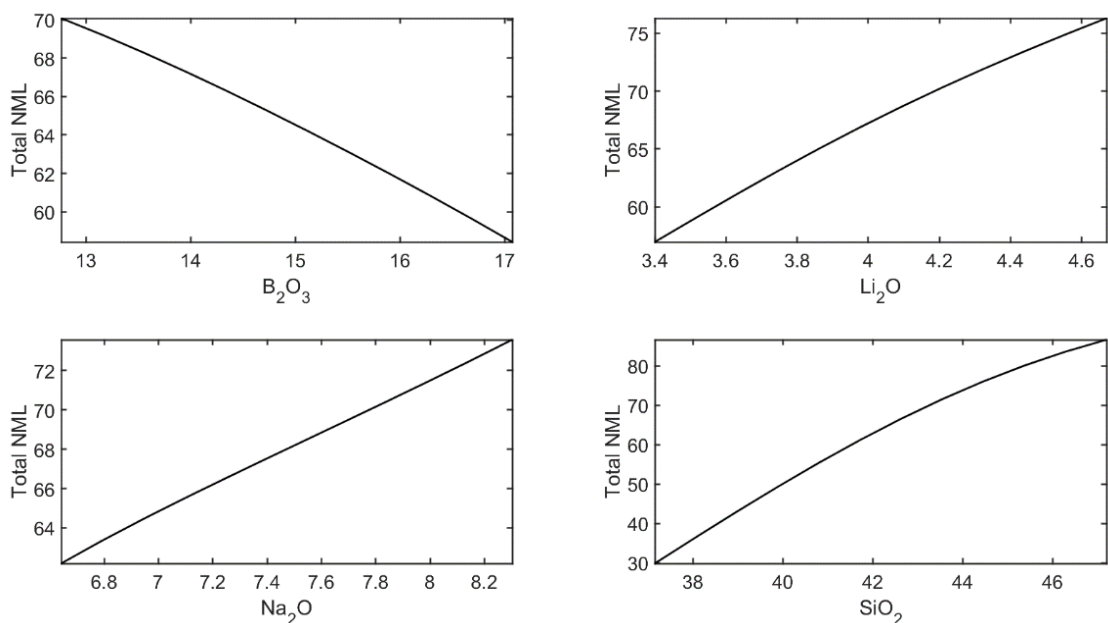 70
68
66
64
62
60
Total NML
13 14 15 16 17
B₂O₃
75
70
65
60
Total NML
3.4 3.6 3.8 4 4.2 4.4 4.6
Li₂O
72
70
68
66
64
Total NML
6.8 7 7.2 7.4 7.6 7.8 8 8.2
Na₂O
80
70
60
50
40
30
Total NML
38 40 42 44 46
SiO₂